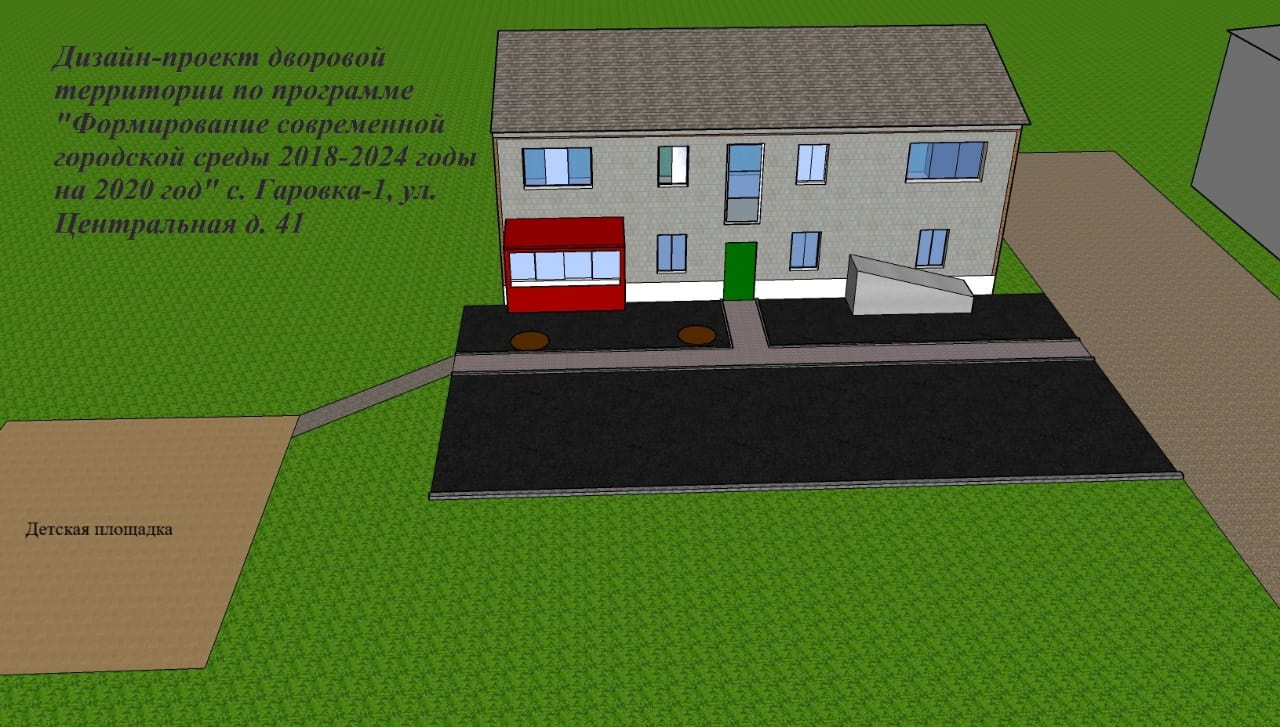 Дизайн-проект дворовой
территории по программе
"Формирование современной
городской среды 2018-2024 годы
на 2020 год" с. Гаровка-1, ул.
Центральная д. 41
Детская площадка